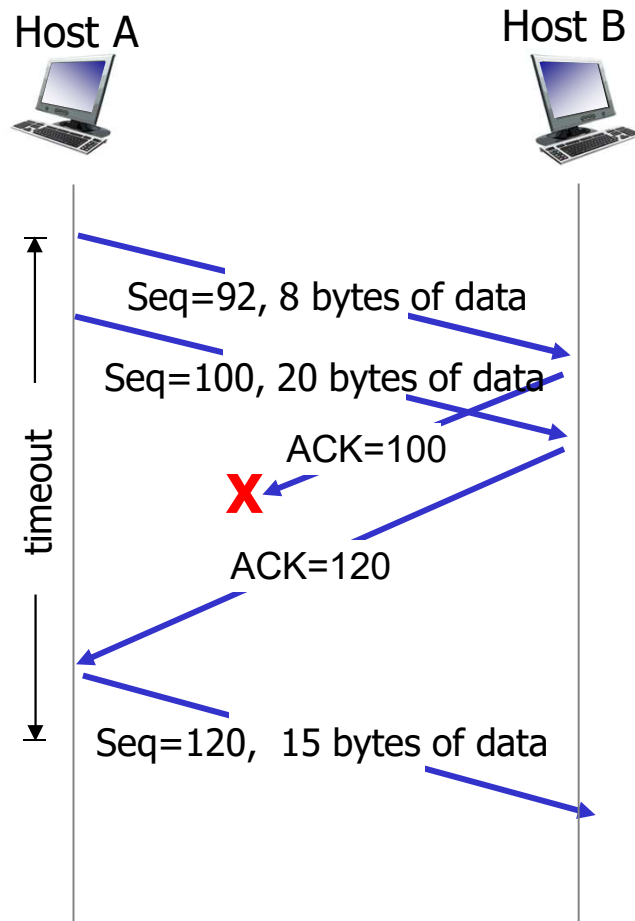 Host A
Host B
Seq=92, 8 bytes of data
Seq=100, 20 bytes of data
ACK=100
X
timeout
ACK=120
Seq=120,  15 bytes of data